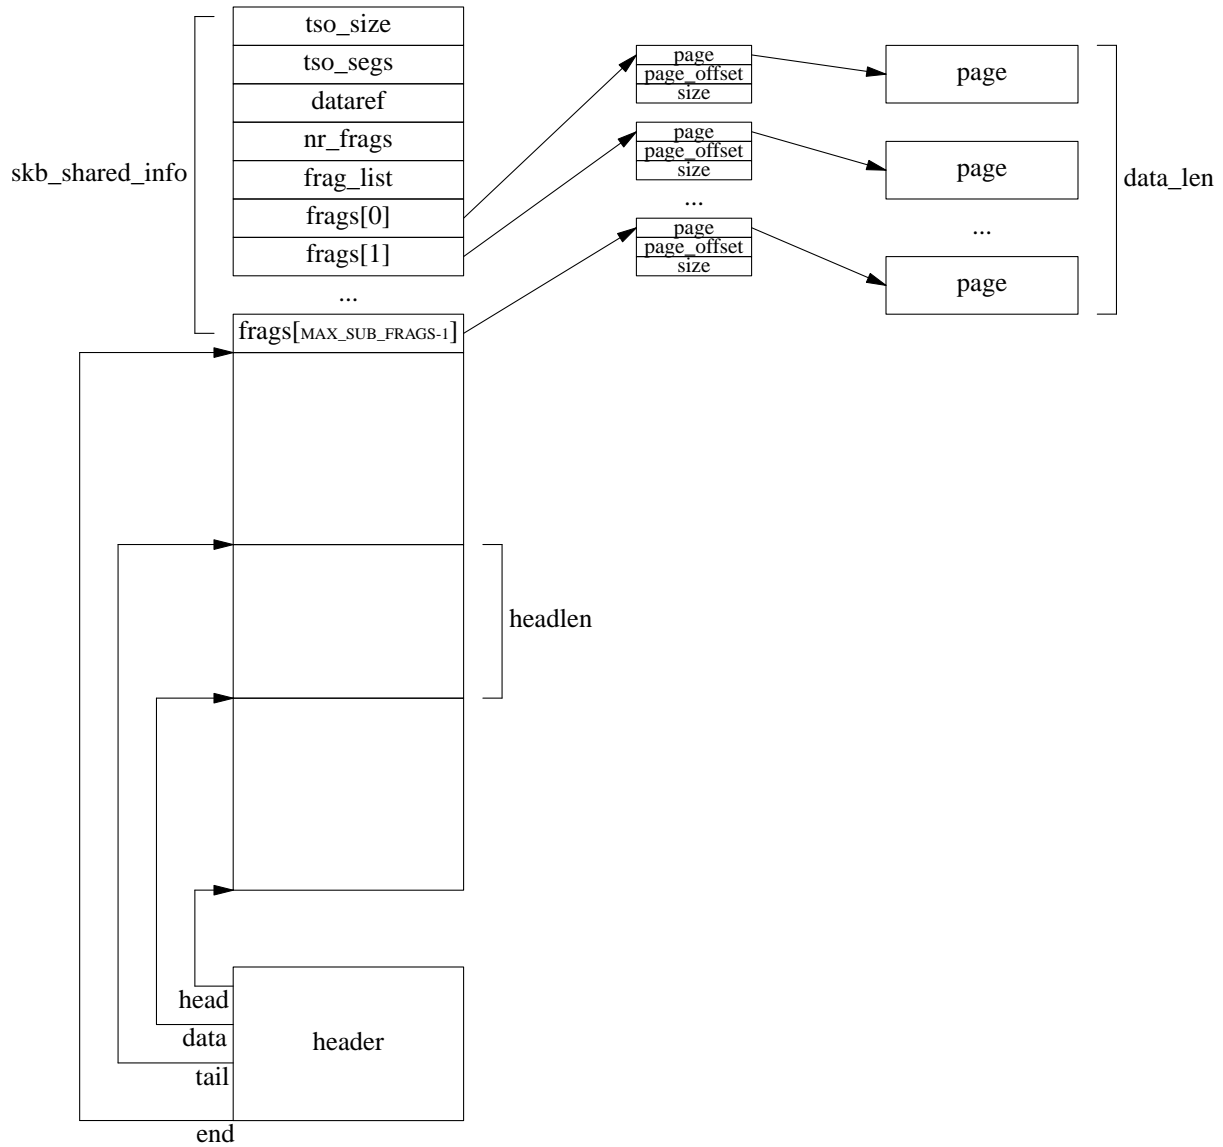 tso_size
tso_segs
dataref
nr_frags
skb_shared_info
frag_list
frags[0]
frags[1]
...
frags[MAX_SUB_FRAGS-1]
page
page_offset
size
page
page_offset
size
...
page
page_offset
size
page
page
...
page
data_len
headlen
head
data
tail
end
header